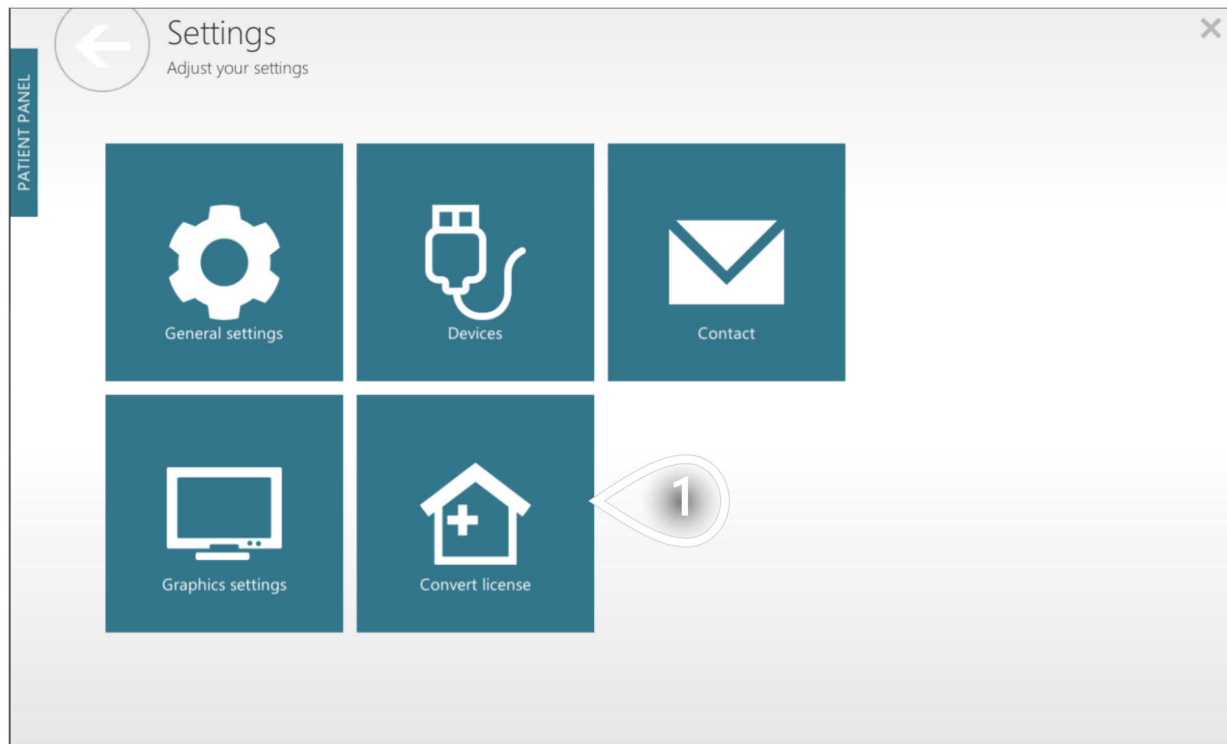 Settings
Adjust your settings
PATIENT PANEL
General settings
Devices
Contact
Graphics settings
Convert license
1